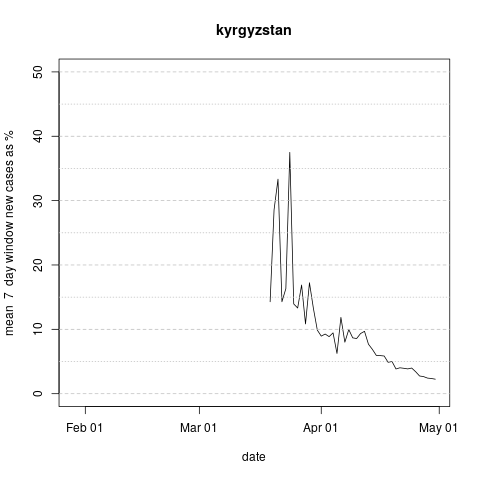 kyrgyzstan
mean 7 day window new cases as %
50
40
30
20
10
0
Feb 01
Mar 01
Apr 01
May 01
date